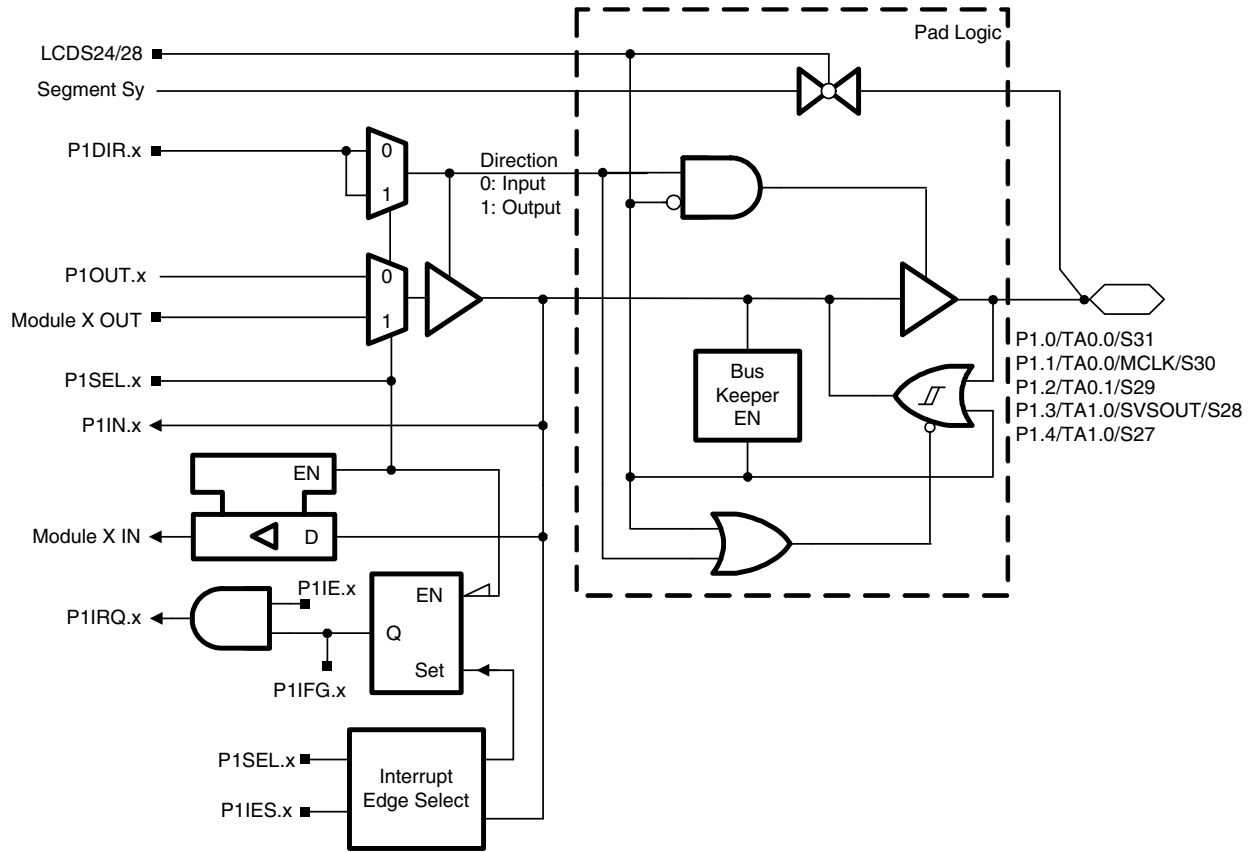 Pad Logic
LCDS24/28
Segment Sy
P1DIR.x
0
1
Direction
0: Input
1: Output
P1OUT.x
0
Module X OUT
1
P1SEL.x
P1IN.x
Bus
Keeper
EN
P1.0/TA0.0/S31
P1.1/TA0.0/MCLK/S30
P1.2/TA0.1/S29
P1.3/TA1.0/SVSOUT/S28
P1.4/TA1.0/S27
EN
Module X IN
D
P1IE.x
P1IRQ.x
EN
Q
Set
P1IFG.x
P1SEL.x
P1IES.x
Interrupt
Edge Select